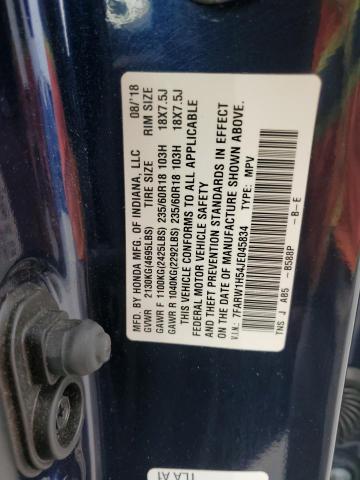 MFD. BY HONDA MFG. OF INDIANA, LLC 08/'18
GVWR 2130KG(4695LBS) TIRE SIZE RIM SIZE
GAWR F 1100KG(2425LBS) 235/60R18 103H 18X7.5J
GAWR R 1040KG(2292LBS) 235/60R18 103H 18X7.5J
THIS VEHICLE CONFORMS TO ALL APPLICABLE
FEDERAL MOTOR VEHICLE SAFETY
AND THEFT PREVENTION STANDARDS IN EFFECT
ON THE DATE OF MANUFACTURE SHOWN ABOVE.
V.I.N.: 7FARW1H54JE045834 TYPE: MPV
TNS J A85 -B588P -B-E